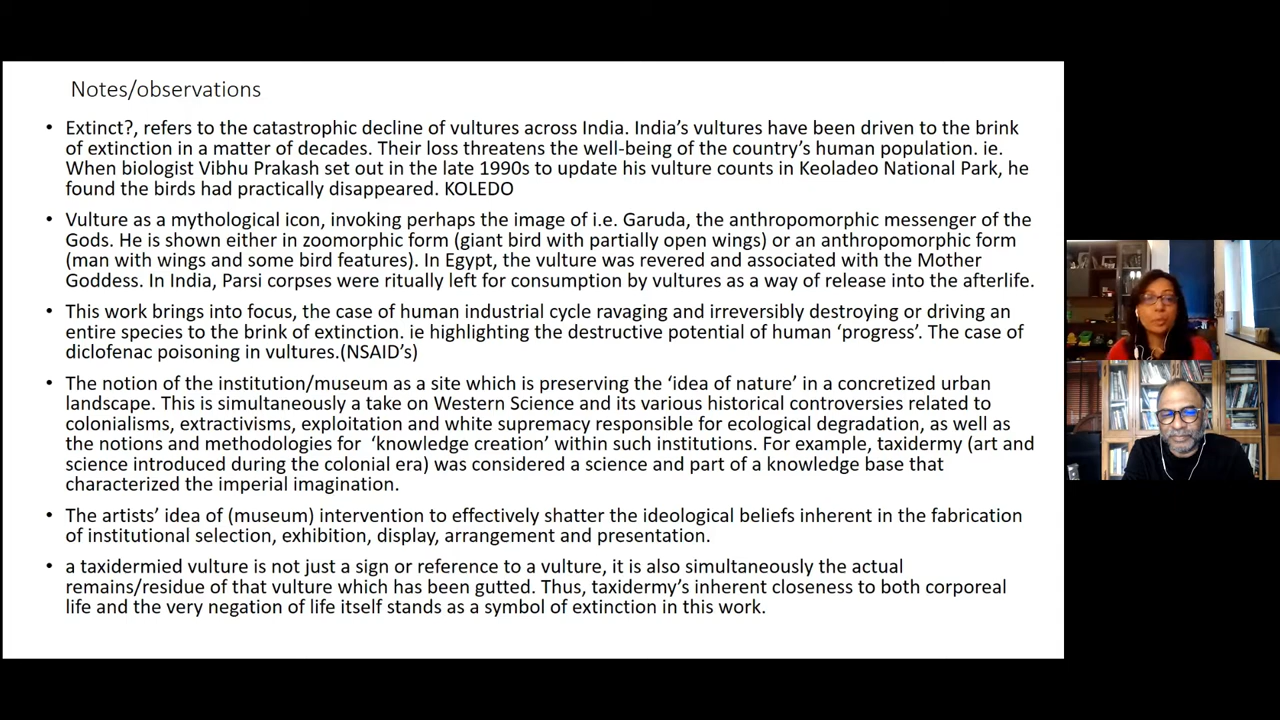 Notes/observations
• Extinct?, refers to the catastrophic decline of vultures across India. India’s vultures have been driven to the brink
of extinction in a matter of decades. Their loss threatens the well-being of the country’s human population. ie.
When biologist Vibhu Prakash set out in the late 1990s to update his vulture counts in Keoladeo National Park, he
found the birds had practically disappeared. KOLEDO
• Vulture as a mythological icon, invoking perhaps the image of i.e. Garuda, the anthropomorphic messenger of the
Gods. He is shown either in zoomorphic form (giant bird with partially open wings) or an anthropomorphic form
(man with wings and some bird features). In Egypt, the vulture was revered and associated with the Mother
Goddess. In India, Parsi corpses were ritually left for consumption by vultures as a way of release into the afterlife.
• This work brings into focus, the case of human industrial cycle ravaging and irreversibly destroying or driving an
entire species to the brink of extinction. ie highlighting the destructive potential of human ‘progress’. The case of
diclofenac poisoning in vultures.(NSAID’s)
• The notion of the institution/museum as a site which is preserving the ‘idea of nature’ in a concretized urban
landscape. This is simultaneously a take on Western Science and its various historical controversies related to
colonialisms, extractivisms, exploitation and white supremacy responsible for ecological degradation, as well as
the notions and methodologies for  ‘knowledge creation’ within such institutions. For example, taxidermy (art and
science introduced during the colonial era) was considered a science and part of a knowledge base that
characterized the imperial imagination.
• The artists’ idea of (museum) intervention to effectively shatter the ideological beliefs inherent in the fabrication
of institutional selection, exhibition, display, arrangement and presentation.
• a taxidermied vulture is not just a sign or reference to a vulture, it is also simultaneously the actual
remains/residue of that vulture which has been gutted. Thus, taxidermy’s inherent closeness to both corporeal
life and the very negation of life itself stands as a symbol of extinction in this work.